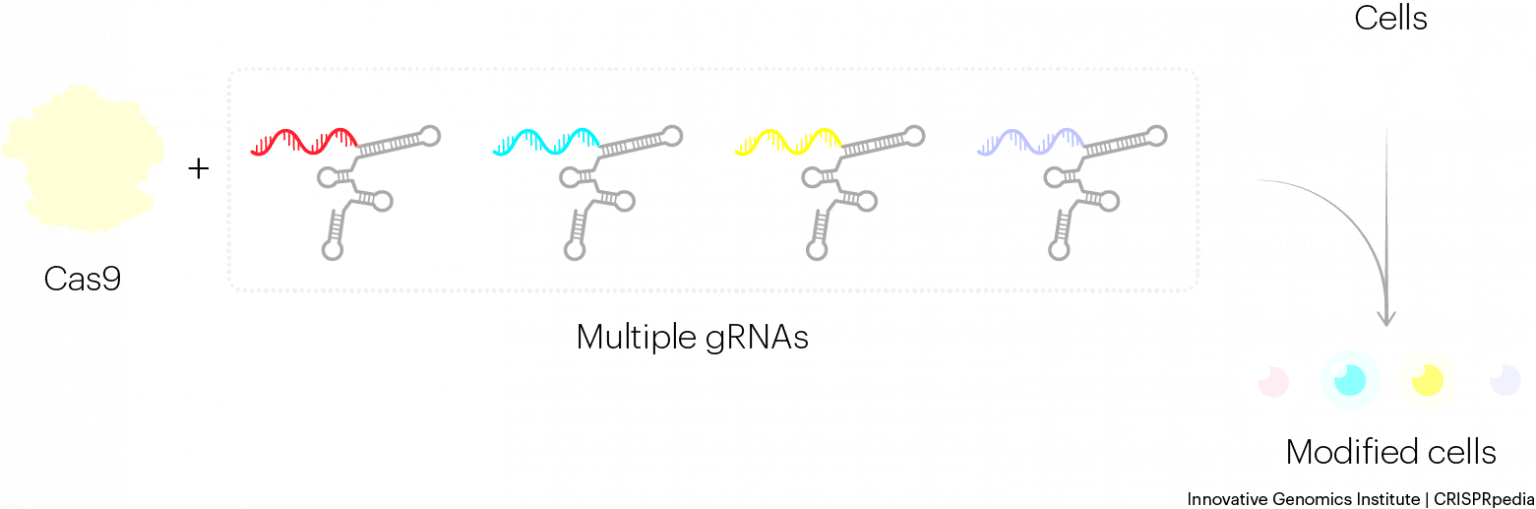 Cells
+
Cas9
Multiple gRNAs
Modified cells
Innovative Genomics Institute | CRISPRpedia